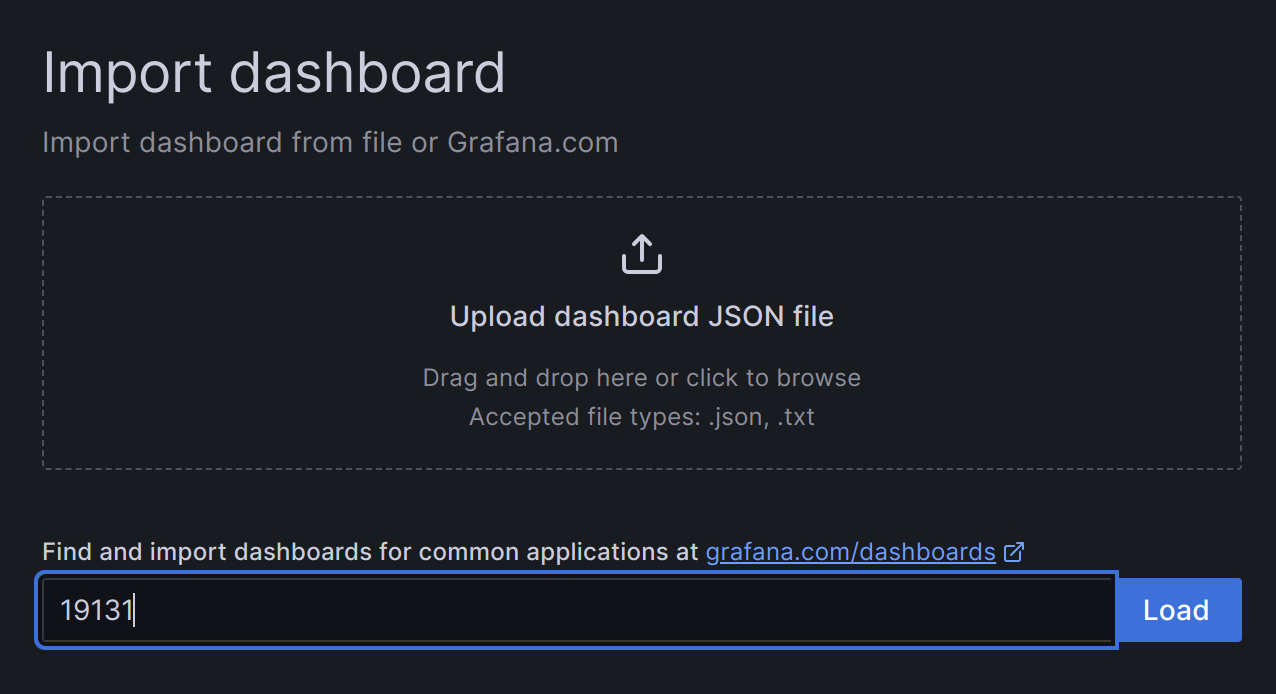 Import dashboard
Import dashboard from file or Grafana.com
Upload dashboard JSON file
Drag and drop here or click to browse
Accepted file types: .json, .txt
Find and import dashboards for common applications at grafana.com/dashboards
19131
Load